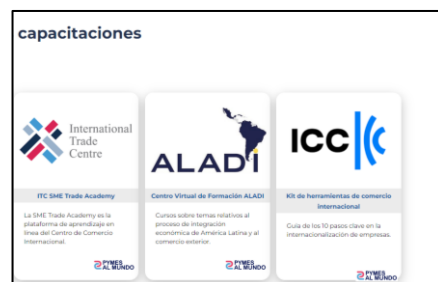 capacitaciones
International
Trade
Centre
ITC SME Trade Academy
La SME Trade Academy es la
plataforma de aprendizaje en
línea del Centro de Comercio
Internacional.
PYMES
AL MUNDO
ALADI
Centro Virtual de Formación ALADI
Cursos sobre temas relativos al
proceso de integración
económica de América Latina y al
comercio exterior.
PYMES
AL MUNDO
ICC
Kit de herramientas de comercio
internacional
Guía de los 10 pasos clave en la
internacionalización de empresas.
PYMES
AL MUNDO